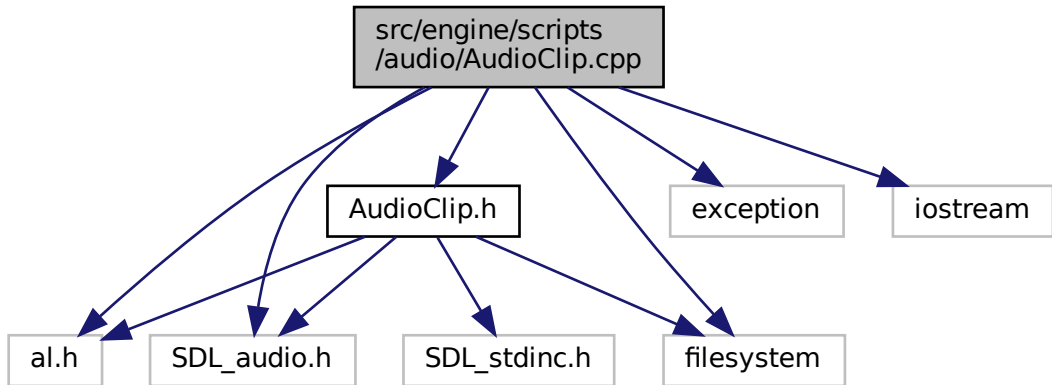 src/engine/scripts
/audio/AudioClip.cpp
AudioClip.h
exception
iostream
al.h
SDL_audio.h
SDL_stdinc.h
filesystem